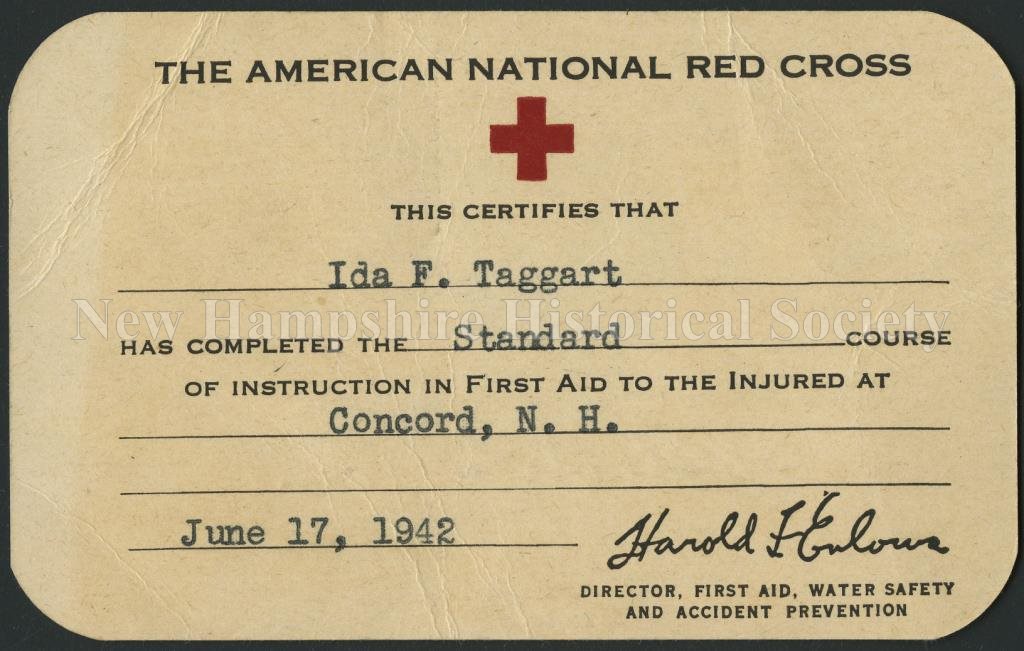 THE AMERICAN NATIONAL RED CROSS
THIS CERTIFIES THAT
Ida F. Taggart
New Hampshire Historical Society
HAS COMPLETED THE Standard COURSE
OF INSTRUCTION IN FIRST AID TO THE INJURED AT
Concord, N. H.
June 17, 1942
Harold F Enlows
DIRECTOR, FIRST AID, WATER SAFETY
AND ACCIDENT PREVENTION